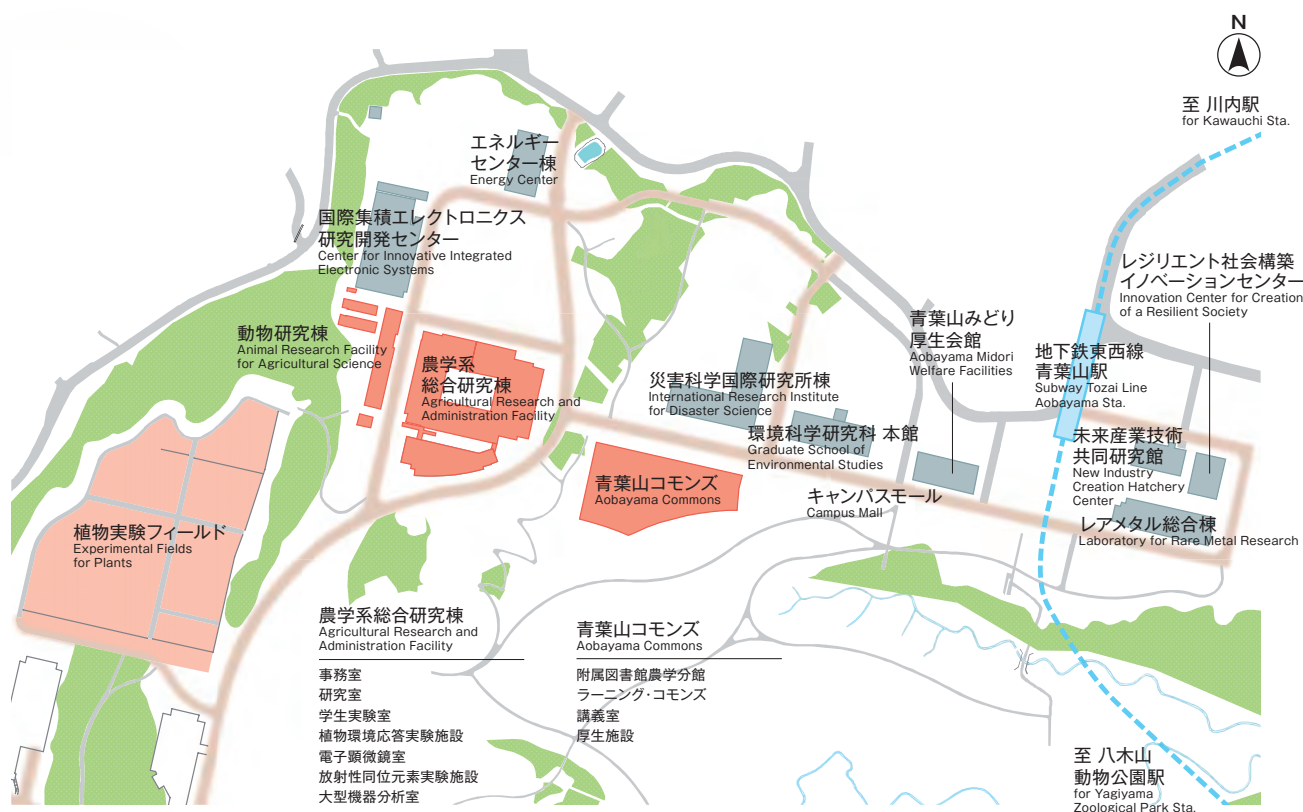 N
至 川内駅
for Kawauchi Sta.
エネルギー
センター棟
Energy Center
国際集積エレクトロニクス
研究開発センター
Center for Innovative Integrated
Electronic Systems
レジリエント社会構築
イノベーションセンター
Innovation Center for Creation
of a Resilient Society
動物研究棟
Animal Research Facility
for Agricultural Science
農学系
総合研究棟
Agricultural Research and
Administration Facility
災害科学国際研究所棟
International Research Institute
for Disaster Science
青葉山みどり
厚生会館
Aobayama Midori
Welfare Facilities
地下鉄東西線
青葉山駅
Subway Tozai Line
Aobayama Sta.
環境科学研究科 本館
Graduate School of
Environmental Studies
未来産業技術
共同研究館
New Industry
Creation Hatchery
Center
青葉山コモンズ
Aobayama Commons
キャンパスモール
Campus Mall
レアメタル総合棟
Laboratory for Rare Metal Research
植物実験フィールド
Experimental Fields
for Plants
農学系総合研究棟
Agricultural Research and
Administration Facility
事務室
研究室
学生実験室
植物環境応答実験施設
電子顕微鏡室
放射性同位元素実験施設
大型機器分析室
青葉山コモンズ
Aobayama Commons
附属図書館農学分館
ラーニング・コモンズ
講義室
厚生施設
至 八木山
動物公園駅
for Yagiyama
Zoological Park Sta.